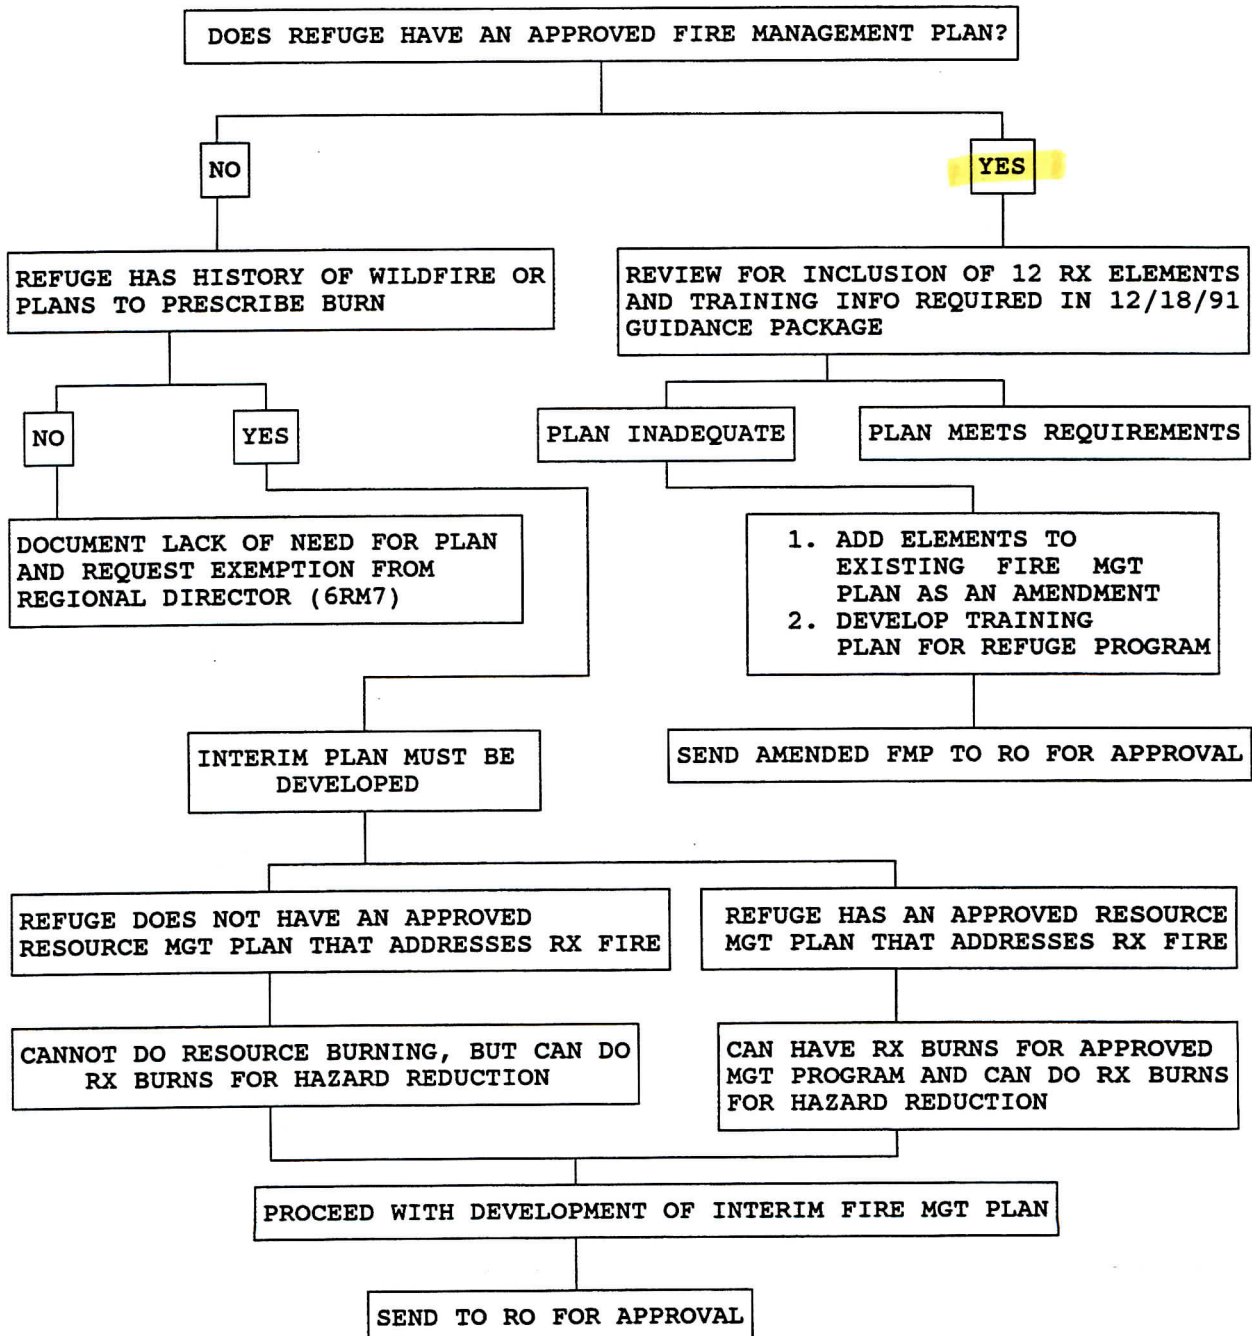 DOES REFUGE HAVE AN APPROVED FIRE MANAGEMENT PLAN?
NO
YES
REFUGE HAS HISTORY OF WILDFIRE OR
PLANS TO PRESCRIBE BURN
REVIEW FOR INCLUSION OF 12 RX ELEMENTS
AND TRAINING INFO REQUIRED IN 12/18/91
GUIDANCE PACKAGE
NO
YES
PLAN INADEQUATE
PLAN MEETS REQUIREMENTS
DOCUMENT LACK OF NEED FOR PLAN
AND REQUEST EXEMPTION FROM
REGIONAL DIRECTOR (6RM7)
1. ADD ELEMENTS TO
EXISTING FIRE MGT
PLAN AS AN AMENDMENT
2. DEVELOP TRAINING
PLAN FOR REFUGE PROGRAM
INTERIM PLAN MUST BE
DEVELOPED
SEND AMENDED FMP TO RO FOR APPROVAL
REFUGE DOES NOT HAVE AN APPROVED
RESOURCE MGT PLAN THAT ADDRESSES RX FIRE
REFUGE HAS AN APPROVED RESOURCE
MGT PLAN THAT ADDRESSES RX FIRE
CANNOT DO RESOURCE BURNING, BUT CAN DO
RX BURNS FOR HAZARD REDUCTION
CAN HAVE RX BURNS FOR APPROVED
MGT PROGRAM AND CAN DO RX BURNS
FOR HAZARD REDUCTION
PROCEED WITH DEVELOPMENT OF INTERIM FIRE MGT PLAN
SEND TO RO FOR APPROVAL